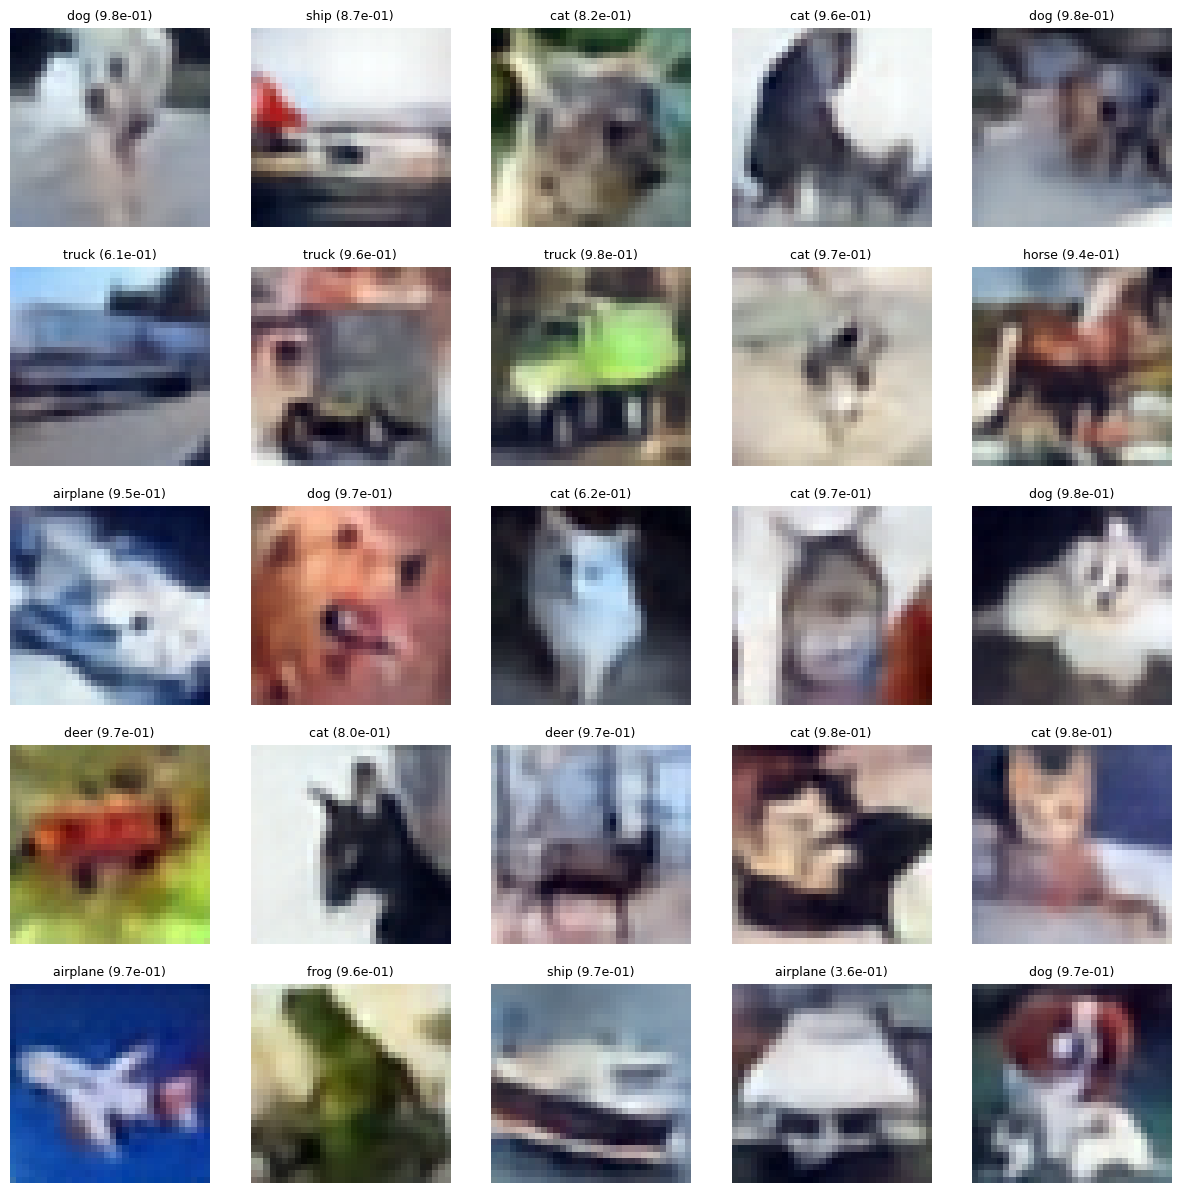 dog (9.8e-01)
ship (8.7e-01)
cat (8.2e-01)
cat (9.6e-01)
dog (9.8e-01)
truck (6.1e-01)
truck (9.6e-01)
truck (9.8e-01)
cat (9.7e-01)
horse (9.4e-01)
airplane (9.5e-01)
dog (9.7e-01)
cat (6.2e-01)
cat (9.7e-01)
dog (9.8e-01)
deer (9.7e-01)
cat (8.0e-01)
deer (9.7e-01)
cat (9.8e-01)
cat (9.8e-01)
airplane (9.7e-01)
frog (9.6e-01)
ship (9.7e-01)
airplane (3.6e-01)
dog (9.7e-01)